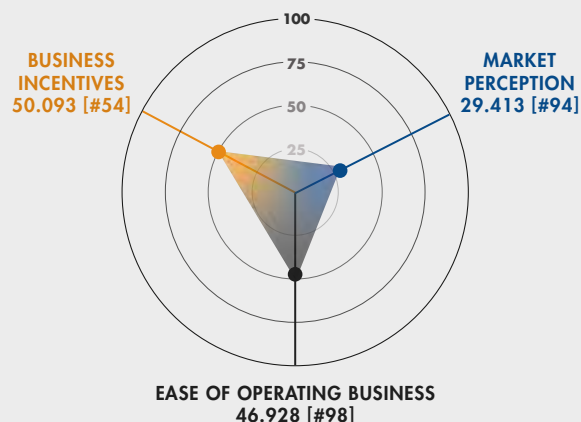 100
75
50
25
BUSINESS
INCENTIVES
50.093 [#54]
MARKET
PERCEPTION
29.413 [#94]
EASE OF OPERATING BUSINESS
46.928 [#98]